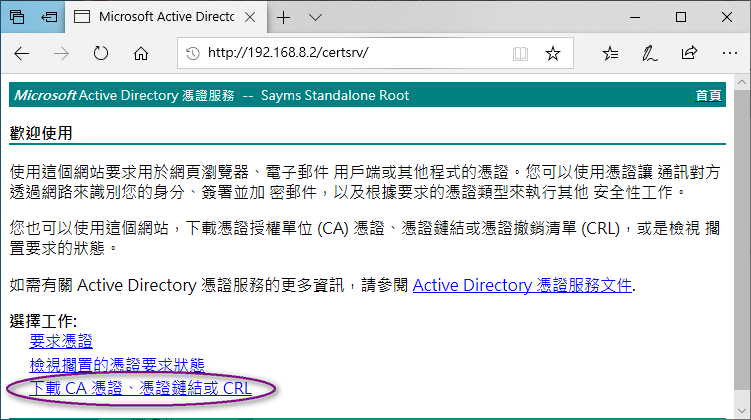 Microsoft Active Directo
http://192.168.8.2/certsrv/
Microsoft Active Directory 憑證服務 -- Sayms Standalone Root 首頁
歡迎使用
使用這個網站要求用於網頁瀏覽器、電子郵件 用戶端或其他程式的憑證。您可以使用憑證讓 通訊對方
透過網路來識別您的身分、簽署並加 密郵件，以及根據要求的憑證類型來執行其他 安全性工作。
您也可以使用這個網站，下載憑證授權單位 (CA) 憑證、憑證鏈結或憑證撤銷清單 (CRL)，或是檢視 擱
置要求的狀態。
如需有關 Active Directory 憑證服務的更多資訊，請參閱 Active Directory 憑證服務文件.
選擇工作:
要求憑證
檢視擱置的憑證要求狀態
下載 CA 憑證、憑證鏈結或 CRL